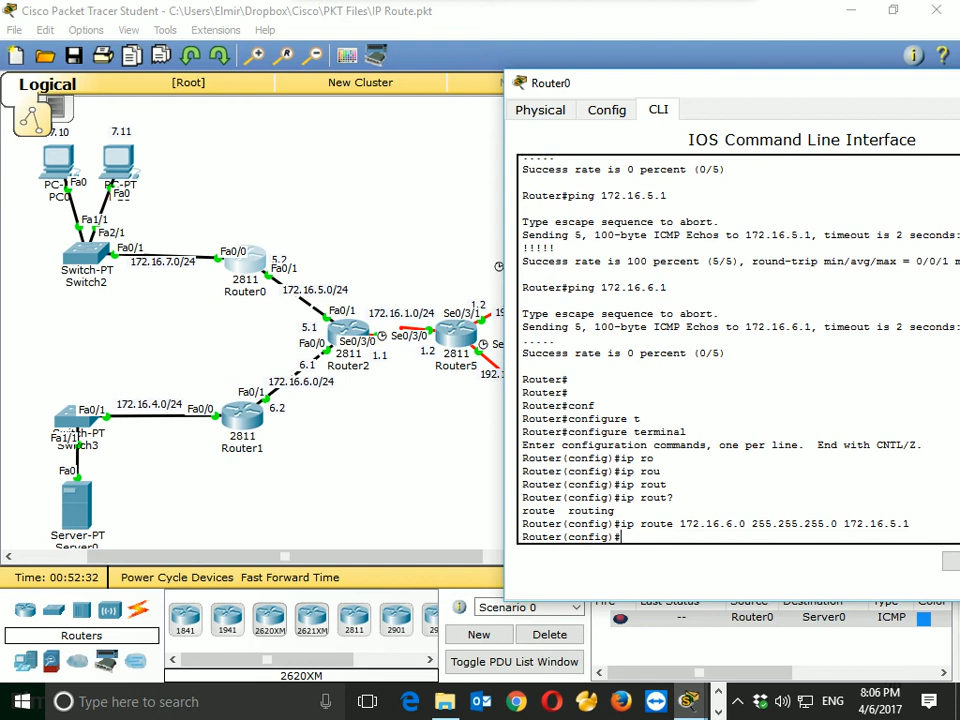 Cisco Packet Tracer Student - C:\Users\Elmir\Dropbox\Cisco\PKT Files\IP Route.pkt
File Edit Options View Tools Extensions Help
Logical [Root] New Cluster
Router0
Physical Config CLI
IOS Command Line Interface
-----
Success rate is 0 percent (0/5)
Router#ping 172.16.5.1
Type escape sequence to abort.
Sending 5, 100-byte ICMP Echos to 172.16.5.1, timeout is 2 seconds:
!!!!!
Success rate is 100 percent (5/5), round-trip min/avg/max = 0/0/1 m
Router#ping 172.16.6.1
Type escape sequence to abort.
Sending 5, 100-byte ICMP Echos to 172.16.6.1, timeout is 2 seconds:
.....
Success rate is 0 percent (0/5)
Router#
Router#
Router#conf
Router#configure t
Router#configure terminal
Enter configuration commands, one per line.  End with CNTL/Z.
Router(config)#ip ro
Router(config)#ip rou
Router(config)#ip rout
Router(config)#ip rout?
route  routing
Router(config)#ip route 172.16.6.0 255.255.255.0 172.16.5.1
Router(config)#
7.10
7.11
PC-PT
PC0
Fa0
Fa0
Fa1/1
Fa2/1
Fa0/1
Switch-PT
Switch2
172.16.7.0/24
Fa0/0
5.2
Fa0/1
2811
Router0
172.16.5.0/24
Fa0/1
5.1
Fa0/0
6.1
Se0/3/0
1.1
2811
Router2
172.16.1.0/24
Se0/3/0
1.2
Se0/3/1
1.2
2811
Router5
Se
192.1
172.16.6.0/24
Fa0/1
6.2
172.16.4.0/24
Fa0/0
2811
Router1
Fa0/1
Switch-PT
Switch3
Fa1/1
Fa0
Server-PT
Server0
Time: 00:52:32 Power Cycle Devices Fast Forward Time
Routers
1841 1941 2620XM 2621XM 2811 2901
2620XM
Scenario 0
New Delete
Toggle PDU List Window
Fire Last Status Source Destination Type Color
-- Router0 Server0 ICMP
Type here to search
ENG
8:06 PM
4/6/2017